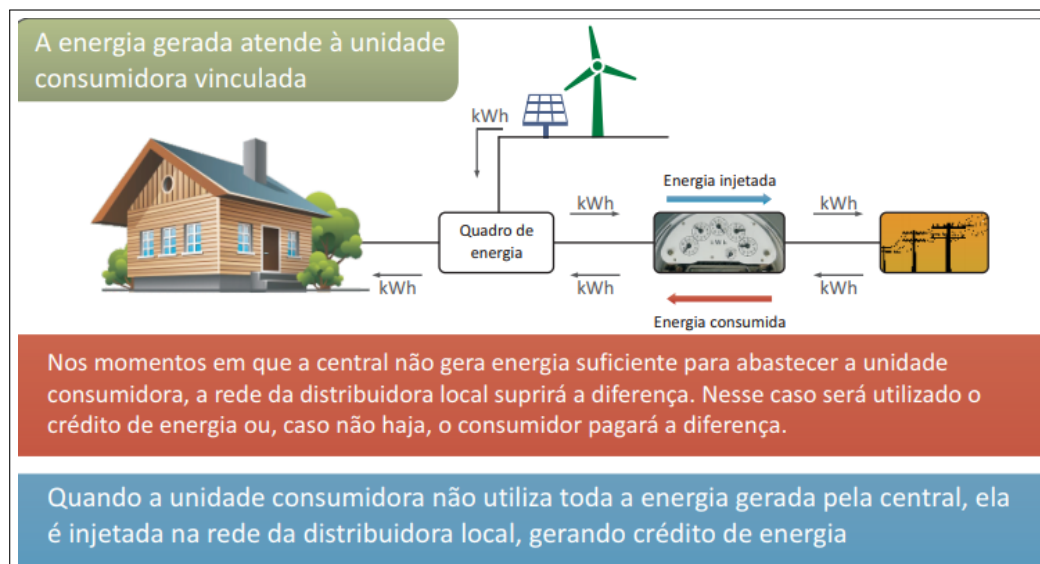 A energia gerada atende à unidade
consumidora vinculada
kWh
Energia injetada
kWh
kWh
Quadro de
energia
kWh
kWh
kWh
kWh
Energia consumida
Nos momentos em que a central não gera energia suficiente para abastecer a unidade
consumidora, a rede da distribuidora local suprirá a diferença. Nesse caso será utilizado o
crédito de energia ou, caso não haja, o consumidor pagará a diferença.
Quando a unidade consumidora não utiliza toda a energia gerada pela central, ela
é injetada na rede da distribuidora local, gerando crédito de energia